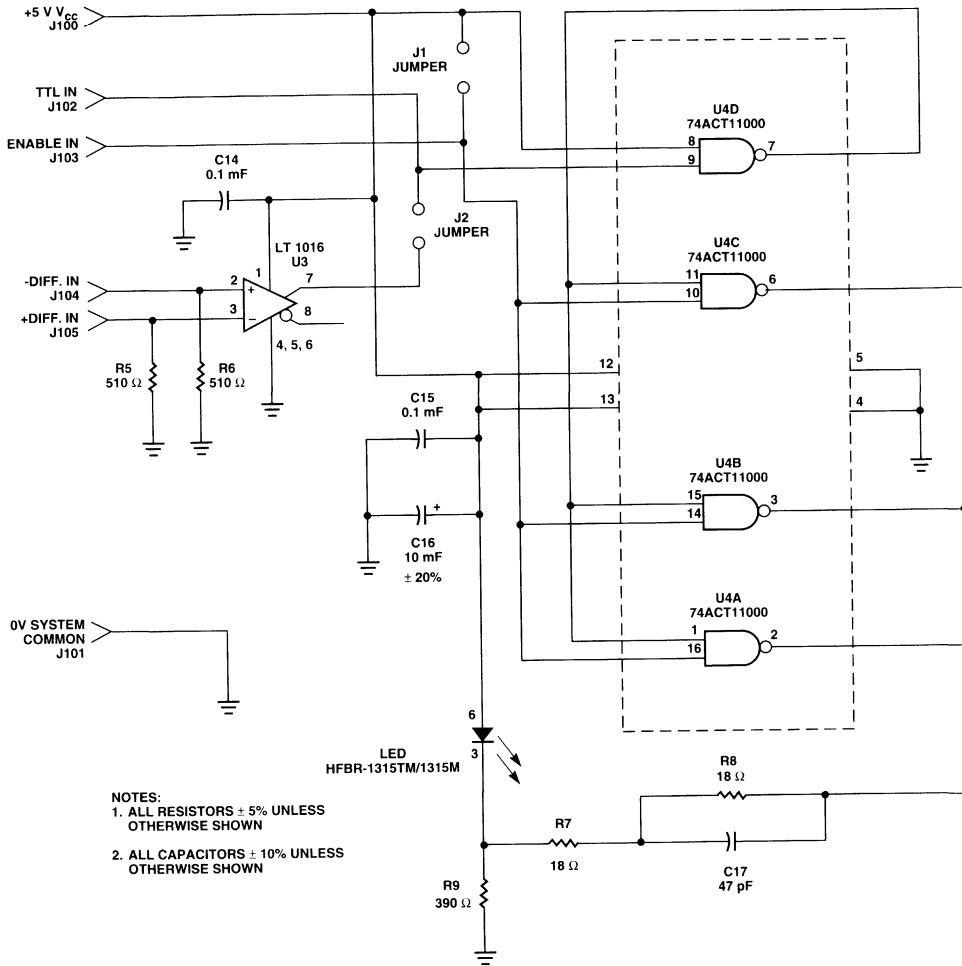 +5 V VCC
J100
J1
JUMPER
TTL IN
J102
ENABLE IN
J103
C14
0.1 mF
U4D
74ACT11000
8
9
7
J2
JUMPER
LT 1016
U3
1
2
3
7
8
+
−
4, 5, 6
-DIFF. IN
J104
+DIFF. IN
J105
R5
510 Ω
R6
510 Ω
U4C
74ACT11000
11
10
6
12
13
5
4
C15
0.1 mF
+
C16
10 mF
± 20%
U4B
74ACT11000
15
14
3
U4A
74ACT11000
1
16
2
0V SYSTEM
COMMON
J101
6
3
LED
HFBR-1315TM/1315M
NOTES:
1. ALL RESISTORS ± 5% UNLESS
OTHERWISE SHOWN
2. ALL CAPACITORS ± 10% UNLESS
OTHERWISE SHOWN
R8
18 Ω
R7
18 Ω
C17
47 pF
R9
390 Ω